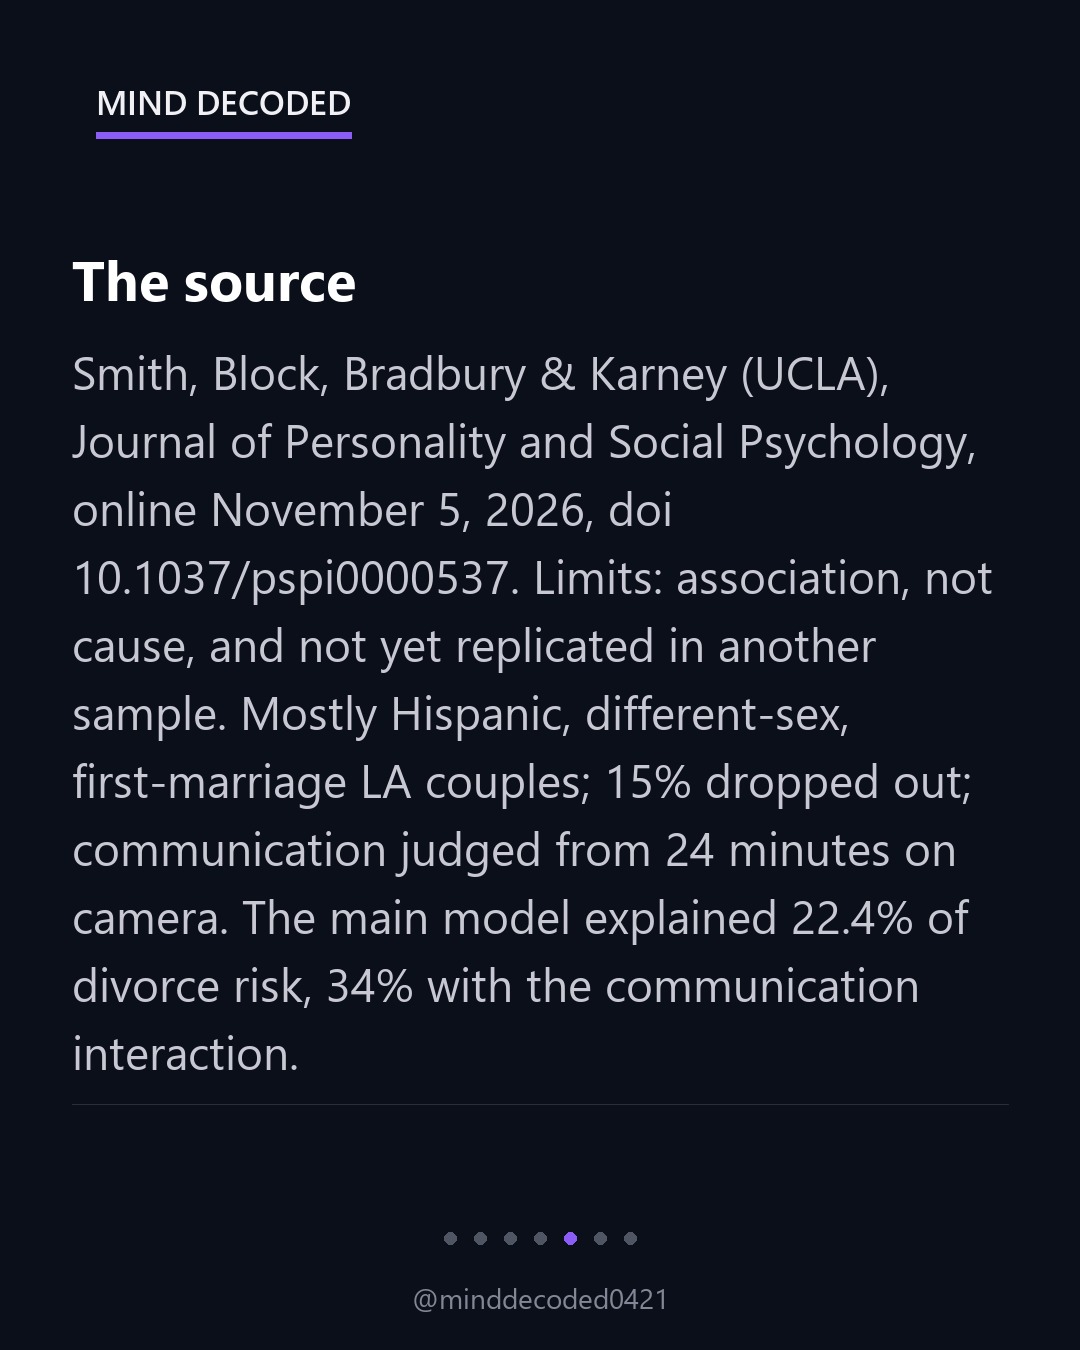 MIND DECODED
The source
Smith, Block, Bradbury & Karney (UCLA),
Journal of Personality and Social Psychology,
online November 5, 2026, doi
10.1037/pspi0000537. Limits: association, not
cause, and not yet replicated in another
sample. Mostly Hispanic, different-sex,
first-marriage LA couples; 15% dropped out;
communication judged from 24 minutes on
camera. The main model explained 22.4% of
divorce risk, 34% with the communication
interaction.
@minddecoded0421